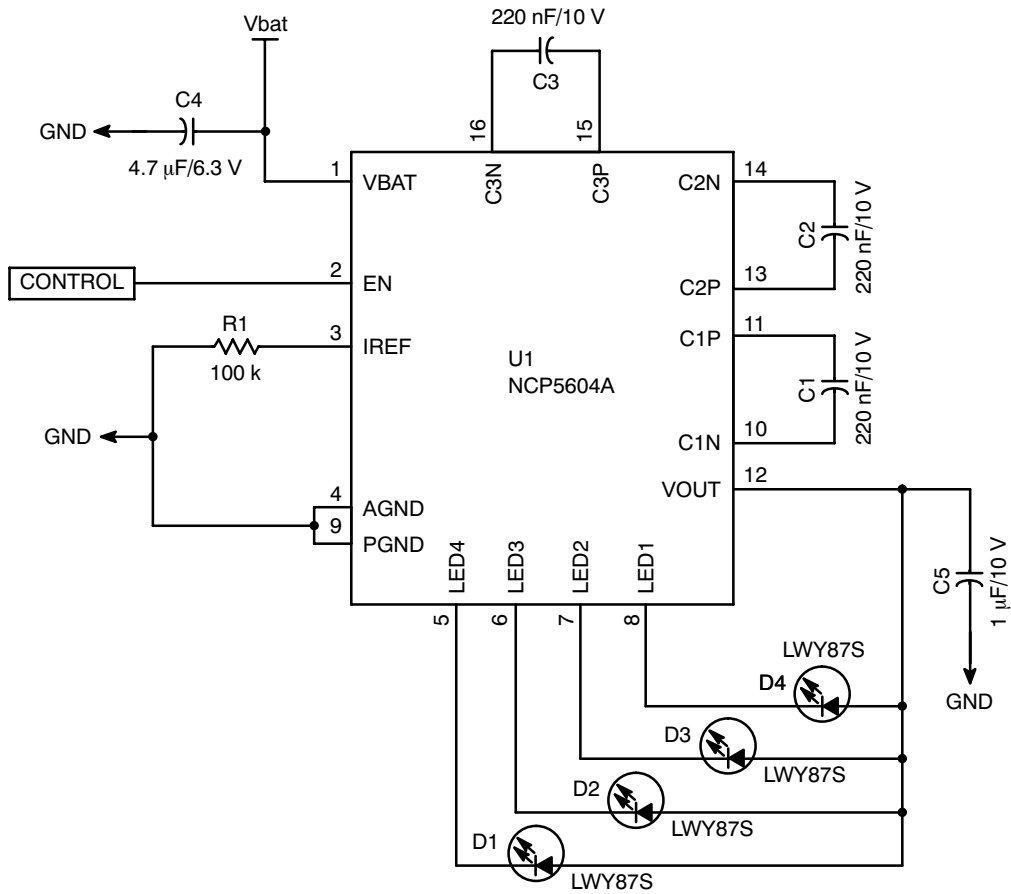 Vbat
220 nF/10 V
C3
C4
GND
4.7 µF/6.3 V
16
15
1
VBAT
C3N
C3P
C2N
14
C2
220 nF/10 V
CONTROL
2
EN
C2P
13
R1
3
IREF
100 k
C1P
11
U1
NCP5604A
C1
220 nF/10 V
GND
C1N
10
VOUT
12
4
AGND
9
PGND
LED4
LED3
LED2
LED1
5
6
7
8
C5
1 µF/10 V
GND
LWY87S
D4
D3
LWY87S
D2
LWY87S
D1
LWY87S